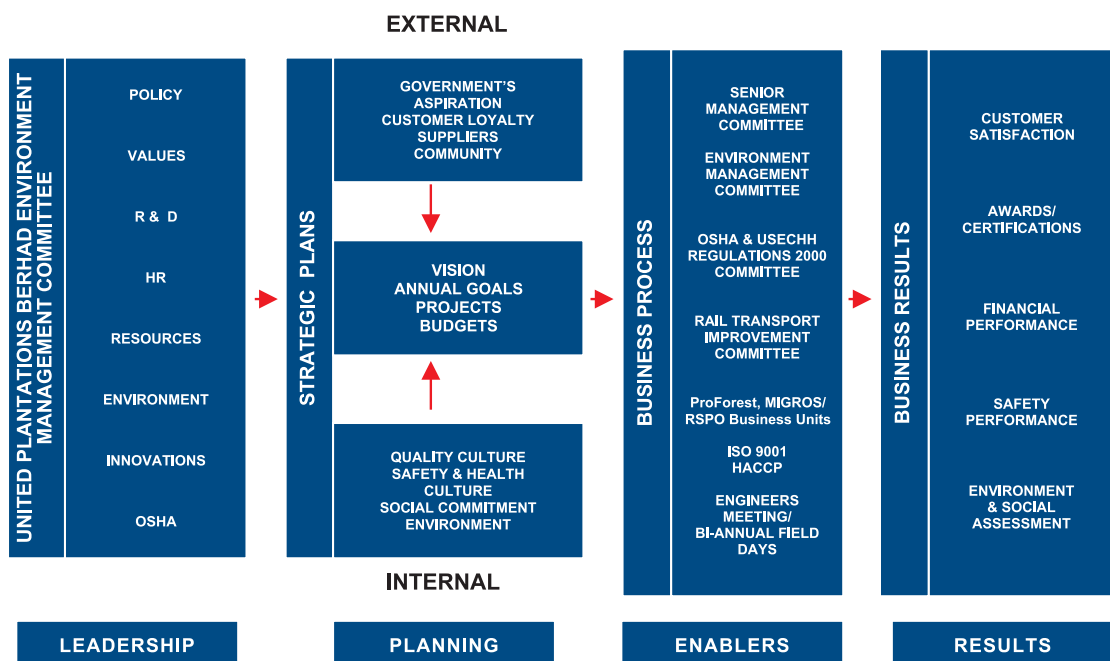 EXTERNAL
UNITED PLANTATIONS BERHAD ENVIRONMENT
MANAGEMENT COMMITTEE
POLICY
VALUES
R & D
HR
RESOURCES
ENVIRONMENT
INNOVATIONS
OSHA
STRATEGIC PLANS
GOVERNMENT'S
ASPIRATION
CUSTOMER LOYALTY
SUPPLIERS
COMMUNITY
VISION
ANNUAL GOALS
PROJECTS
BUDGETS
QUALITY CULTURE
SAFETY & HEALTH
CULTURE
SOCIAL COMMITMENT
ENVIRONMENT
INTERNAL
BUSINESS PROCESS
SENIOR
MANAGEMENT
COMMITTEE
ENVIRONMENT
MANAGEMENT
COMMITTEE
OSHA & USECHH
REGULATIONS 2000
COMMITTEE
RAIL TRANSPORT
IMPROVEMENT
COMMITTEE
ProForest, MIGROS/
RSPO Business Units
ISO 9001
HACCP
ENGINEERS
MEETING/
BI-ANNUAL FIELD
DAYS
BUSINESS RESULTS
CUSTOMER
SATISFACTION
AWARDS/
CERTIFICATIONS
FINANCIAL
PERFORMANCE
SAFETY
PERFORMANCE
ENVIRONMENT
& SOCIAL
ASSESSMENT
LEADERSHIP
PLANNING
ENABLERS
RESULTS